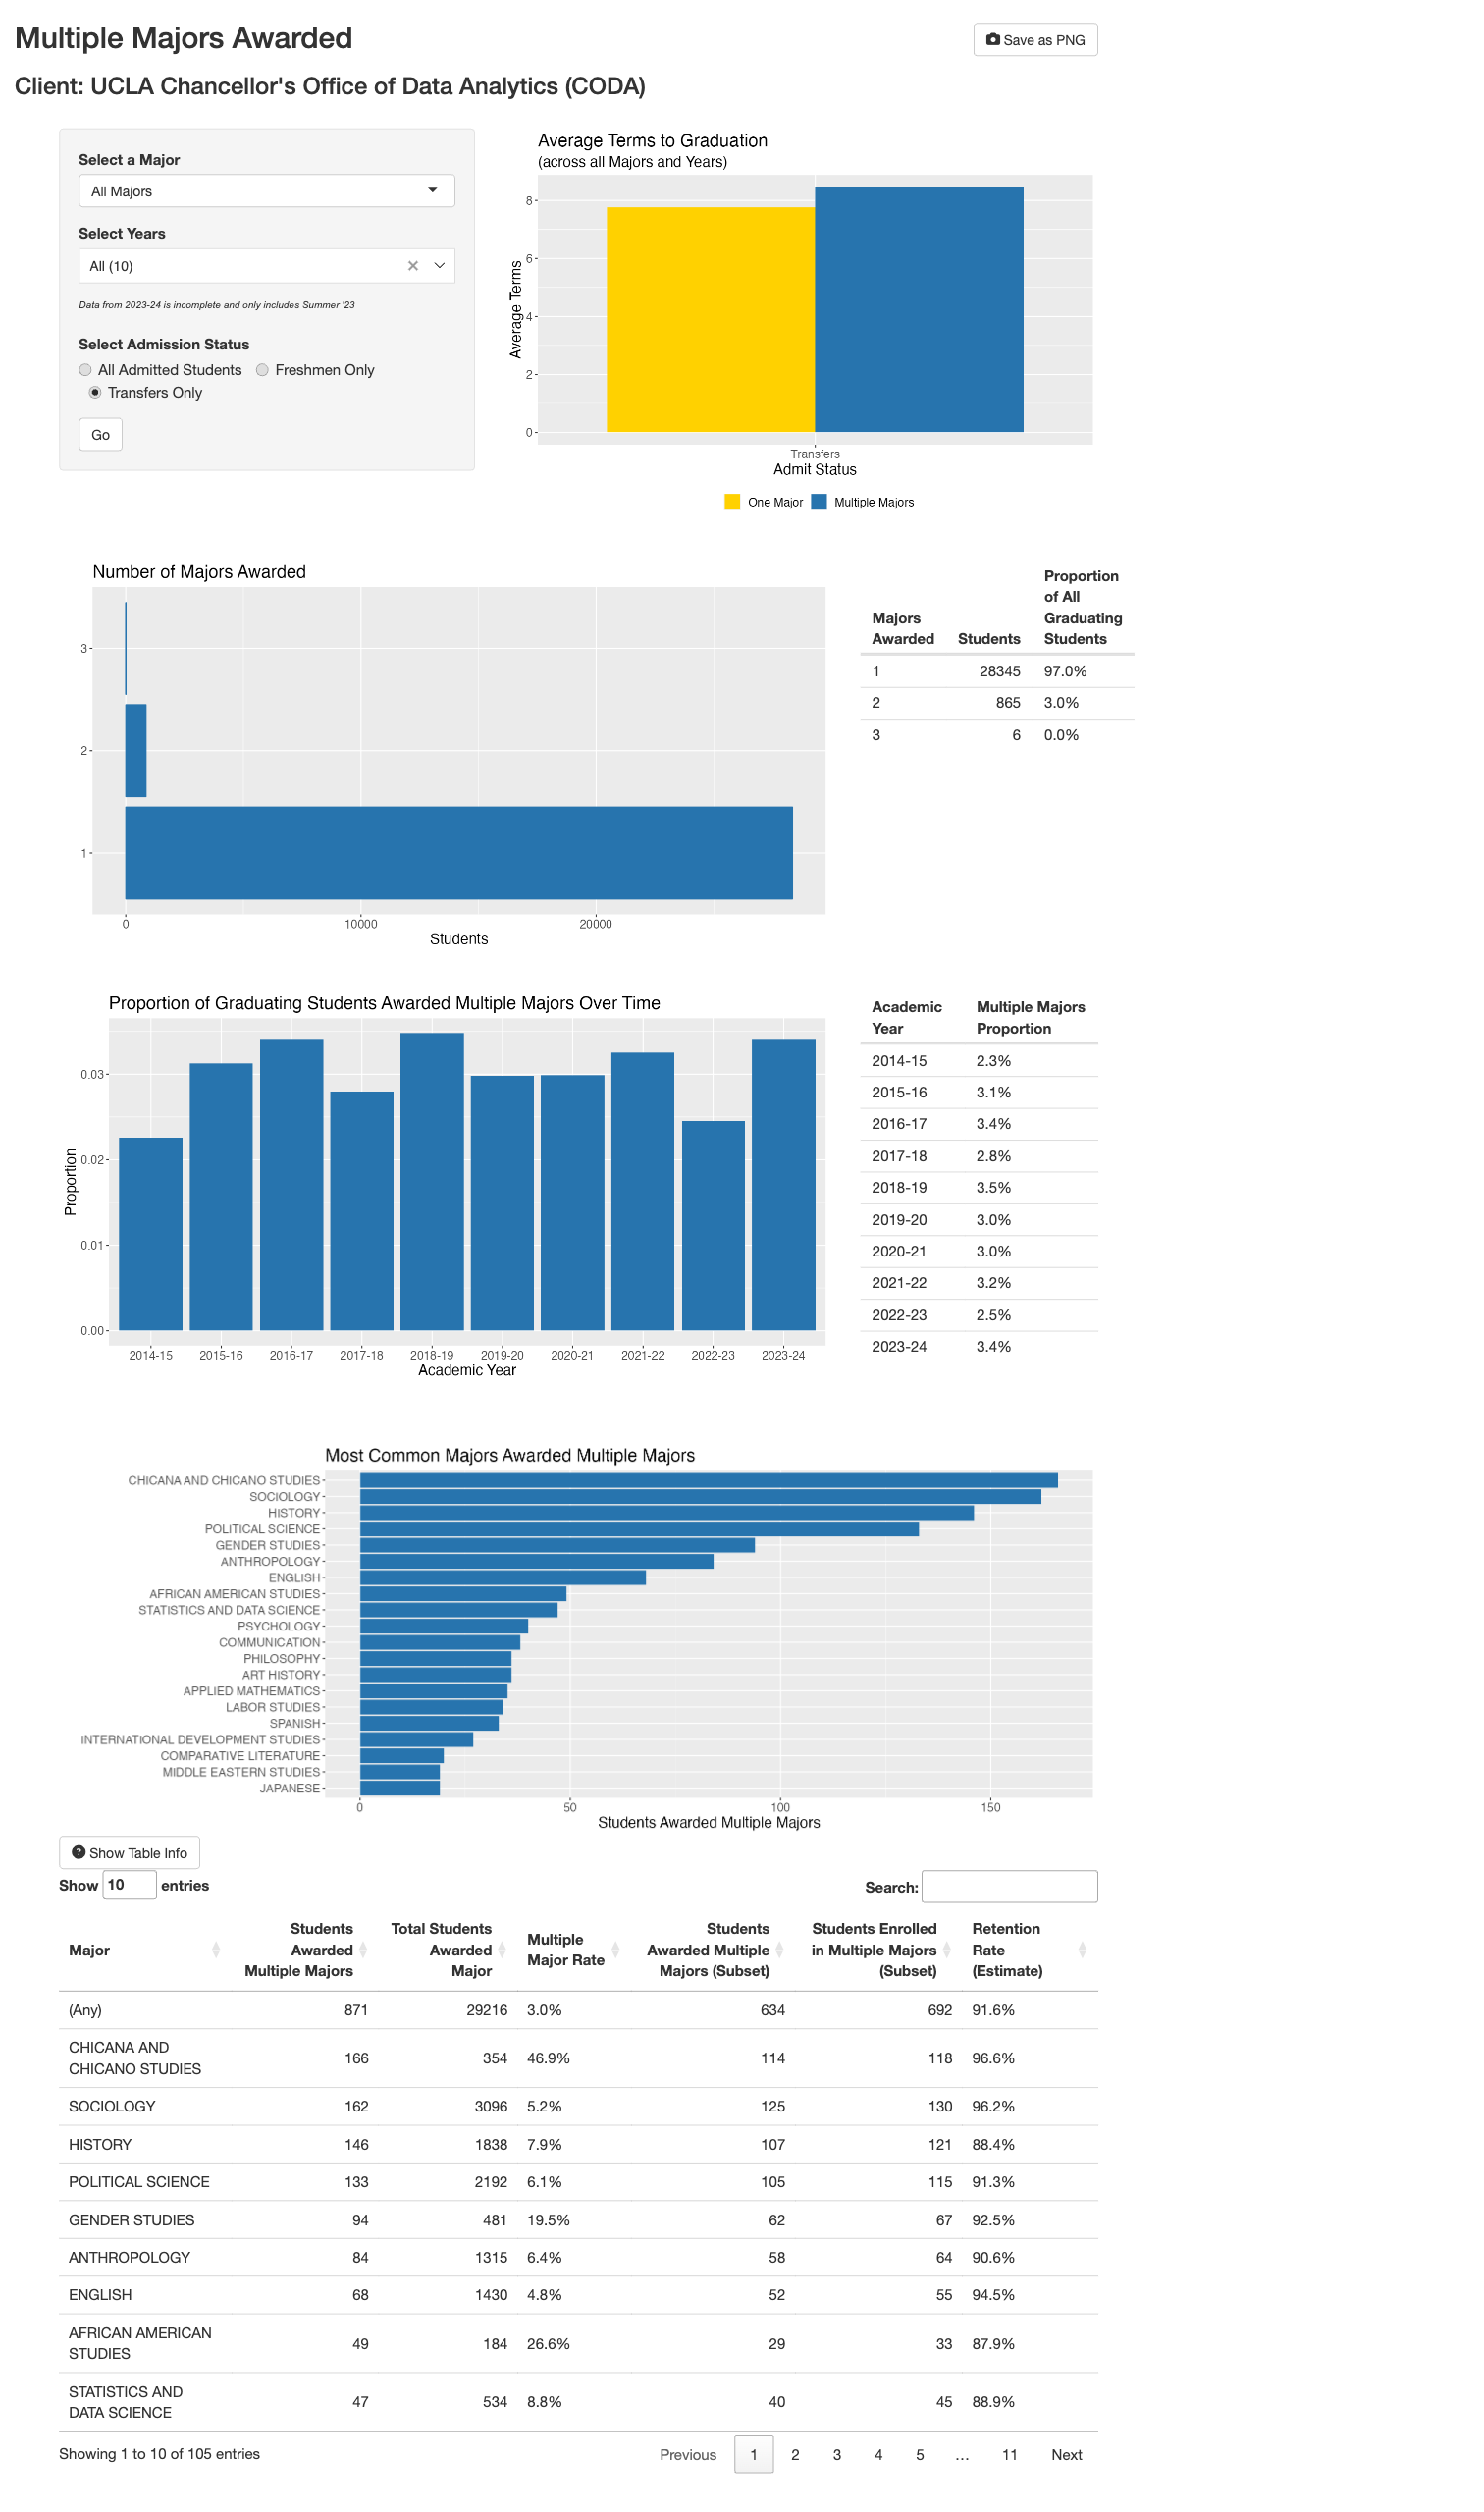 Multiple Majors Awarded
Save as PNG
Client: UCLA Chancellor's Office of Data Analytics (CODA)
Select a Major
All Majors
Select Years
All (10)
Data from 2023-24 is incomplete and only includes Summer '23
Select Admission Status
All Admitted Students Freshmen Only
Transfers Only
Go
Average Terms to Graduation
(across all Majors and Years)
Average Terms
8
6
4
2
0
Transfers
Admit Status
One Major Multiple Majors
Number of Majors Awarded
3
2
1
0 10000 20000
Students
Majors Awarded Students Proportion of All Graduating Students
1 28345 97.0%
2 865 3.0%
3 6 0.0%
Proportion of Graduating Students Awarded Multiple Majors Over Time
Proportion
0.03
0.02
0.01
0.00
2014-15 2015-16 2016-17 2017-18 2018-19 2019-20 2020-21 2021-22 2022-23 2023-24
Academic Year
Academic Year Multiple Majors Proportion
2014-15 2.3%
2015-16 3.1%
2016-17 3.4%
2017-18 2.8%
2018-19 3.5%
2019-20 3.0%
2020-21 3.0%
2021-22 3.2%
2022-23 2.5%
2023-24 3.4%
Most Common Majors Awarded Multiple Majors
CHICANA AND CHICANO STUDIES
SOCIOLOGY
HISTORY
POLITICAL SCIENCE
GENDER STUDIES
ANTHROPOLOGY
ENGLISH
AFRICAN AMERICAN STUDIES
STATISTICS AND DATA SCIENCE
PSYCHOLOGY
COMMUNICATION
PHILOSOPHY
ART HISTORY
APPLIED MATHEMATICS
LABOR STUDIES
SPANISH
INTERNATIONAL DEVELOPMENT STUDIES
COMPARATIVE LITERATURE
MIDDLE EASTERN STUDIES
JAPANESE
0 50 100 150
Students Awarded Multiple Majors
Show Table Info
Show 10 entries
Search:
Major Students Awarded Multiple Majors Total Students Awarded Major Multiple Major Rate Students Awarded Multiple Majors (Subset) Students Enrolled in Multiple Majors (Subset) Retention Rate (Estimate)
(Any) 871 29216 3.0% 634 692 91.6%
CHICANA AND CHICANO STUDIES 166 354 46.9% 114 118 96.6%
SOCIOLOGY 162 3096 5.2% 125 130 96.2%
HISTORY 146 1838 7.9% 107 121 88.4%
POLITICAL SCIENCE 133 2192 6.1% 105 115 91.3%
GENDER STUDIES 94 481 19.5% 62 67 92.5%
ANTHROPOLOGY 84 1315 6.4% 58 64 90.6%
ENGLISH 68 1430 4.8% 52 55 94.5%
AFRICAN AMERICAN STUDIES 49 184 26.6% 29 33 87.9%
STATISTICS AND DATA SCIENCE 47 534 8.8% 40 45 88.9%
Showing 1 to 10 of 105 entries
Previous 1 2 3 4 5 … 11 Next